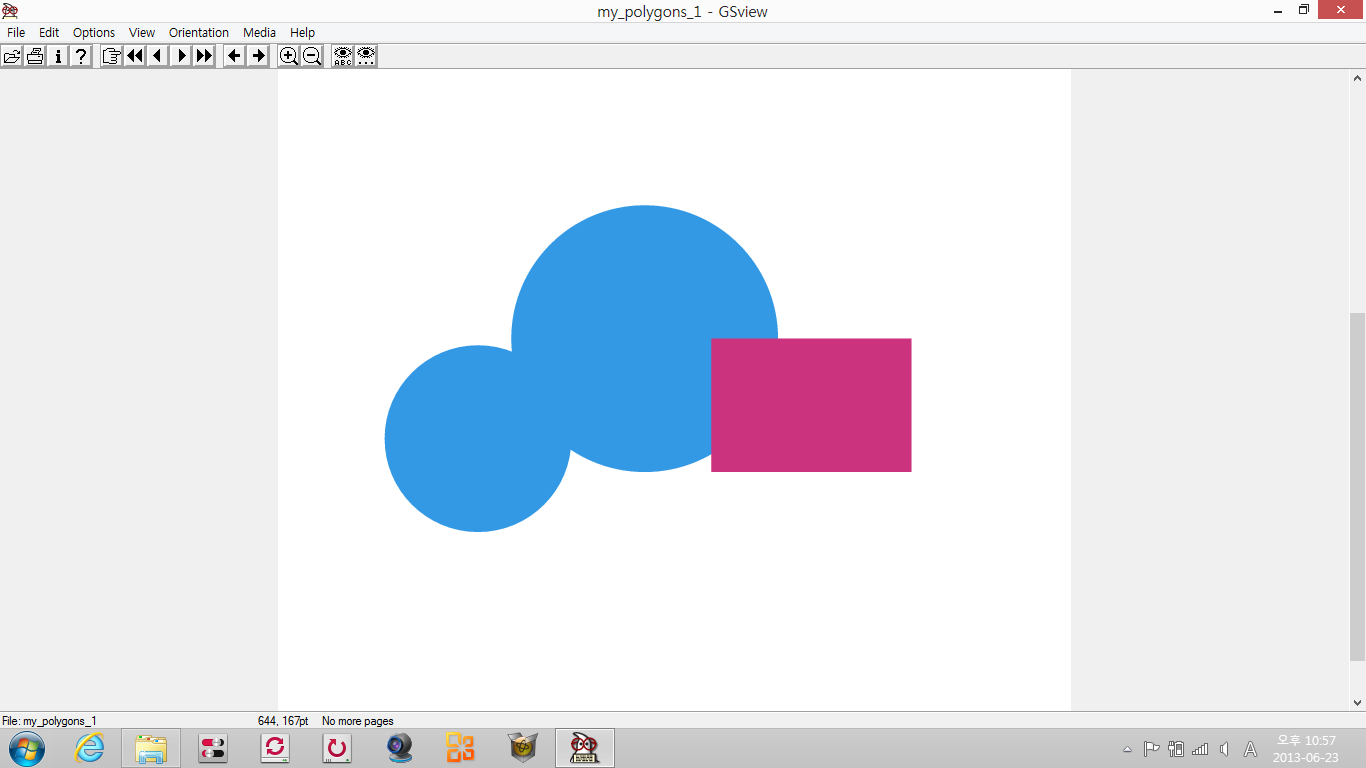 my_polygons_1 - GSview
File Edit Options View Orientation Media Help
i ? ABC
File: my_polygons_1 644, 167pt No more pages
A 오후 10:57
2013-06-23